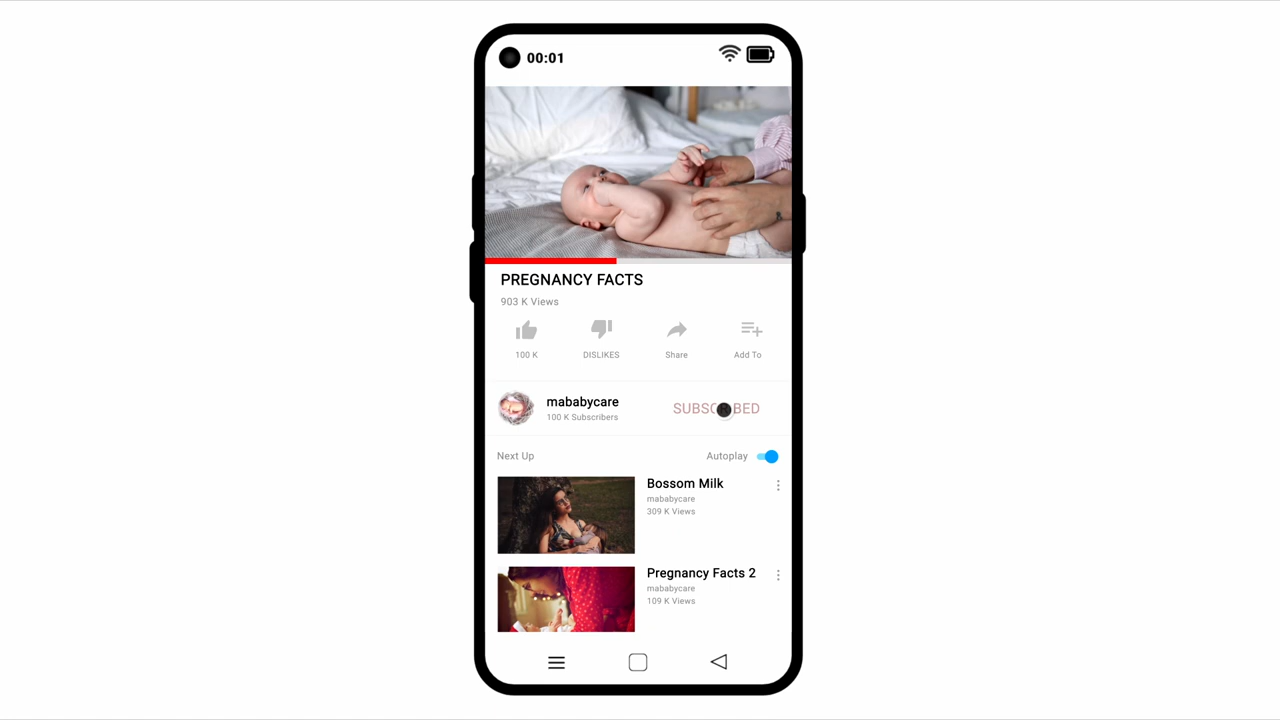 00:01
PREGNANCY FACTS
903 K Views
100 K
DISLIKES
Share
Add To
mababycare
100 K Subscribers
SUBSCRIBED
Next Up
Autoplay
Bossom Milk
mababycare
309 K Views
Pregnancy Facts 2
mababycare
109 K Views